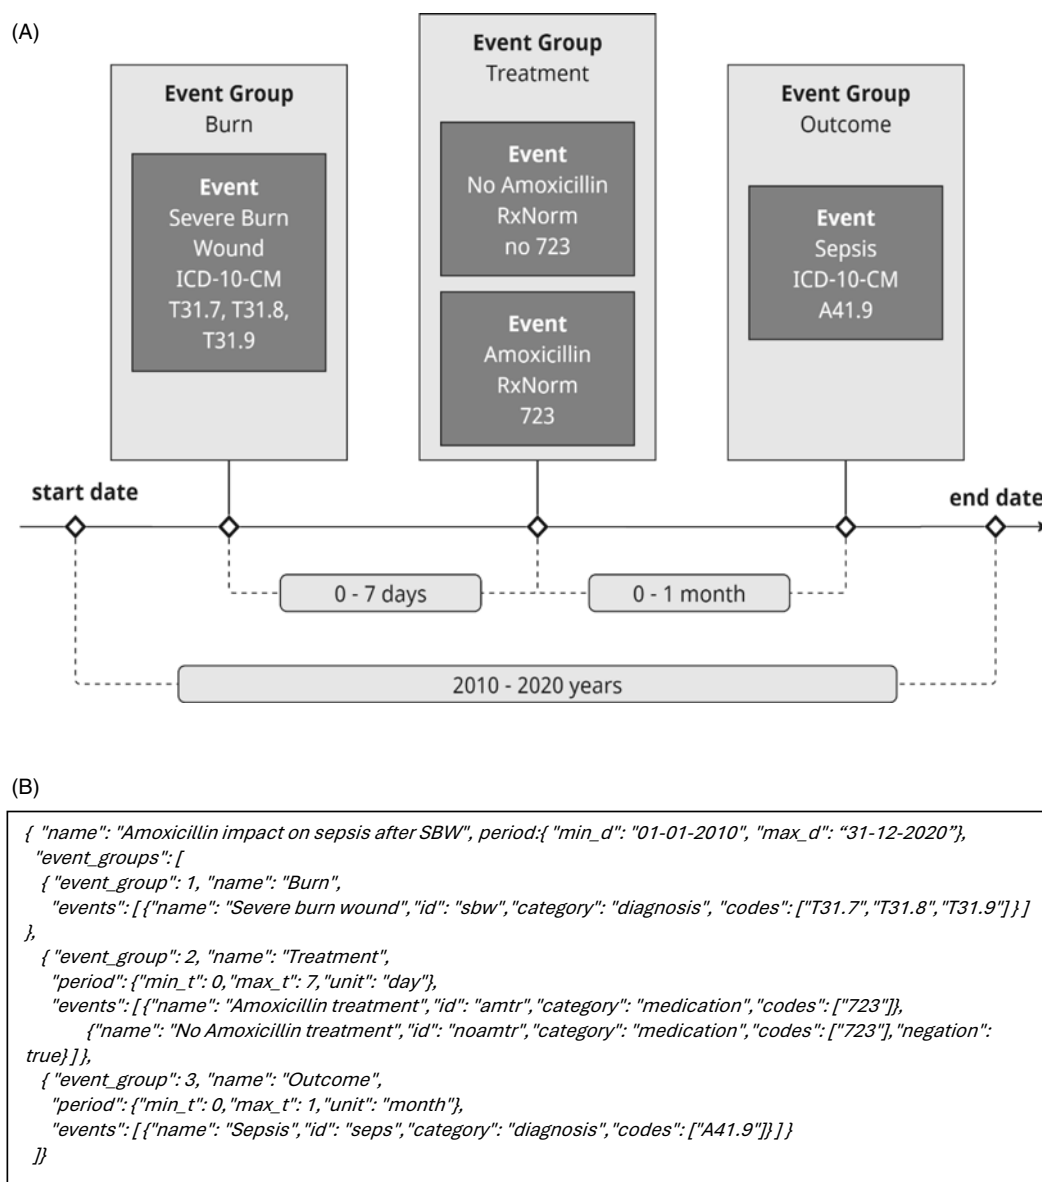 (A)
Event Group
Burn
Event
Severe Burn
Wound
ICD-10-CM
T31.7, T31.8,
T31.9
Event Group
Treatment
Event
No Amoxicillin
RxNorm
no 723
Event
Amoxicillin
RxNorm
723
Event Group
Outcome
Event
Sepsis
ICD-10-CM
A41.9
start date
end date
0 - 7 days
0 - 1 month
2010 - 2020 years
(B)
{ "name": "Amoxicillin impact on sepsis after SBW", period:{ "min_d": "01-01-2010", "max_d": “31-12-2020”},
"event_groups": [
{ "event_group": 1, "name": "Burn",
"events": [ {"name": "Severe burn wound","id": "sbw","category": "diagnosis", "codes": ["T31.7","T31.8","T31.9"] } ]
},
{ "event_group": 2, "name": "Treatment",
"period": {"min_t": 0,"max_t": 7,"unit": "day"},
"events": [ {"name": "Amoxicillin treatment","id": "amtr","category": "medication","codes": ["723"]},
{"name": "No Amoxicillin treatment","id": "noamtr","category": "medication","codes": ["723"],"negation":
true} ] },
{ "event_group": 3, "name": "Outcome",
"period": {"min_t": 0,"max_t": 1,"unit": "month"},
"events": [ {"name": "Sepsis","id": "seps","category": "diagnosis","codes": ["A41.9"]} ] }
]}